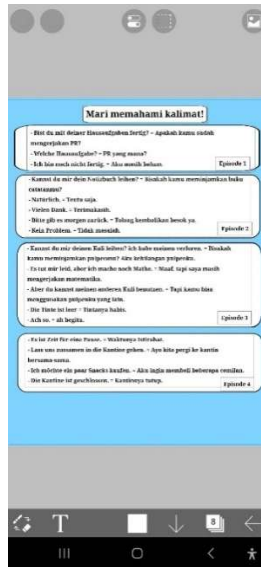 Mari memahami kalimat!
- Bist du mit deiner Hausaufgaben fertig? = Apakah kamu sudah
mengerjakan PR?
- Welche Hausaufgabe? = PR yang mana?
- Ich bin noch nicht fertig. = Aku masih belum.
Episode 1
- Kannst du mir dein Notizbuch leihen? = Bisakah kamu meminjamkan buku
catatanmu?
- Natürlich. = Tentu saja.
- Vielen Dank. = Terimakasih.
- Bitte gib es morgen zurück. = Tolong kembalikan besok ya.
- Kein Problem. = Tidak masalah.
Episode 2
- Kannst du mir deinen Kuli leihen? Ich habe meinen verloren. = Bisakah
kamu meminjamkan pulpenmu? Aku kehilangan pulpenku.
- Es tut mir leid, aber ich mache noch Mathe. = Maaf, tapi saya masih
mengerjakan matematika.
- Aber du kannst meinen anderen Kuli benutzen. = Tapi kamu bisa
menggunakan pulpenku yang lain.
- Die Tinte ist leer = Tintanya habis.
- Ach so. = ah begitu.
Episode 3
- Es ist Zeit für eine Pause. = Waktunya istirahat.
- Lass uns zusammen in die Kantine gehen. = Ayo kita pergi ke kantin
bersama-sama.
- Ich möchte ein paar Snacks kaufen. = Aku ingin membeli beberapa cemilan.
- Die Kantine ist geschlossen. = Kantinnya tutup.
Episode 4
T
8